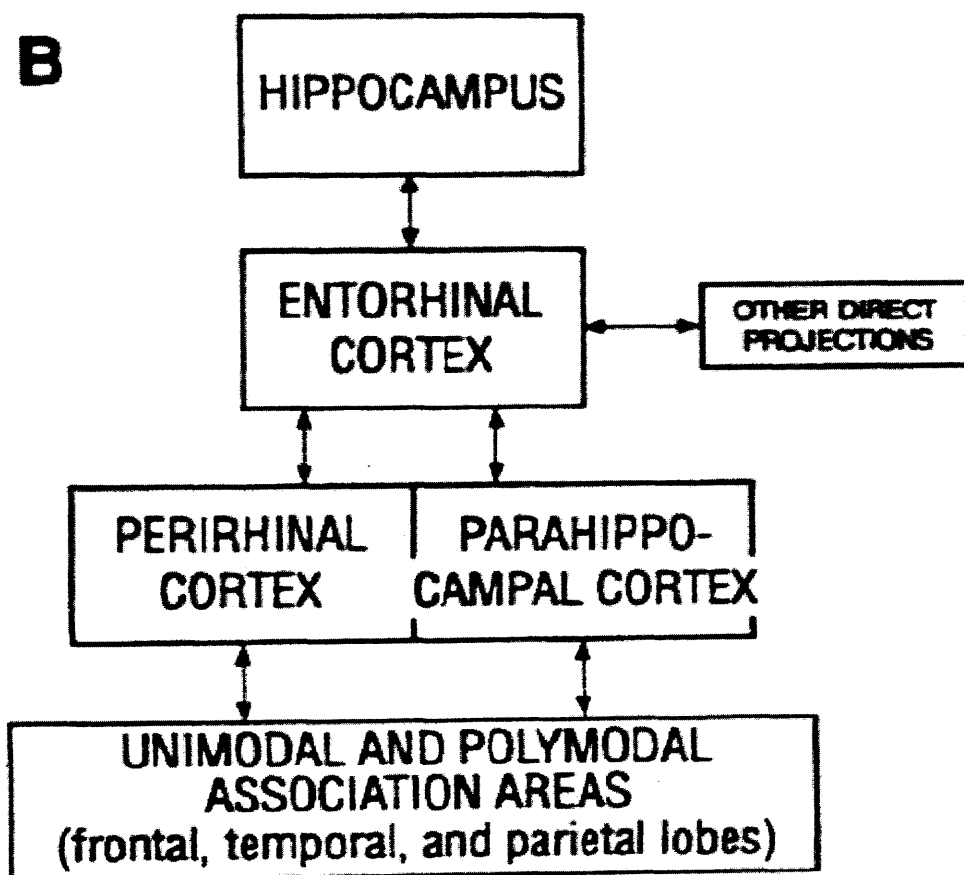 B
HIPPOCAMPUS
ENTORHINAL
CORTEX
OTHER DIRECT
PROJECTIONS
PERIRHINAL
CORTEX
PARAHIPPO-
CAMPAL CORTEX
UNIMODAL AND POLYMODAL
ASSOCIATION AREAS
(frontal, temporal, and parietal lobes)